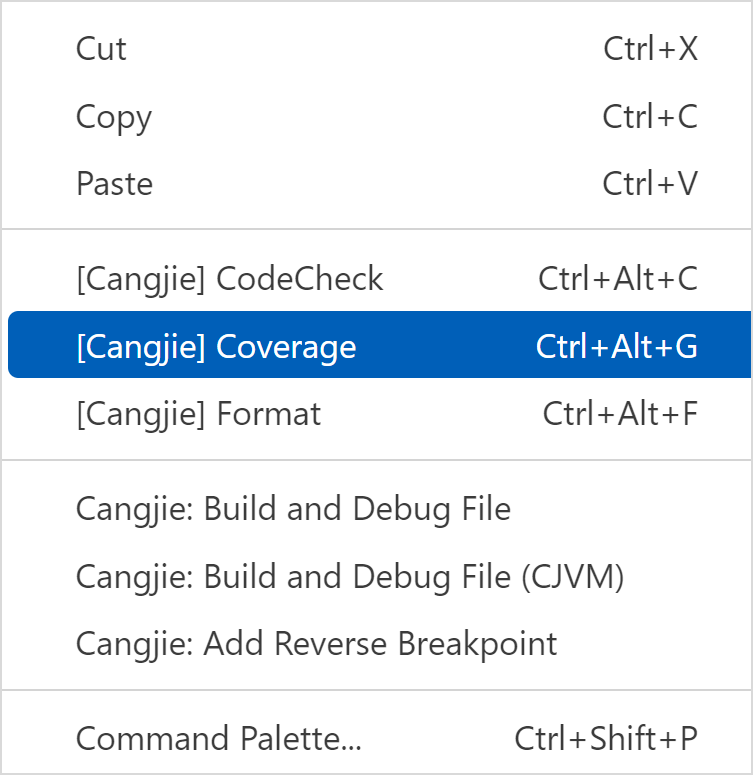 Cut Ctrl+X
Copy Ctrl+C
Paste Ctrl+V
[Cangjie] CodeCheck Ctrl+Alt+C
[Cangjie] Coverage Ctrl+Alt+G
[Cangjie] Format Ctrl+Alt+F
Cangjie: Build and Debug File
Cangjie: Build and Debug File (CJVM)
Cangjie: Add Reverse Breakpoint
Command Palette... Ctrl+Shift+P